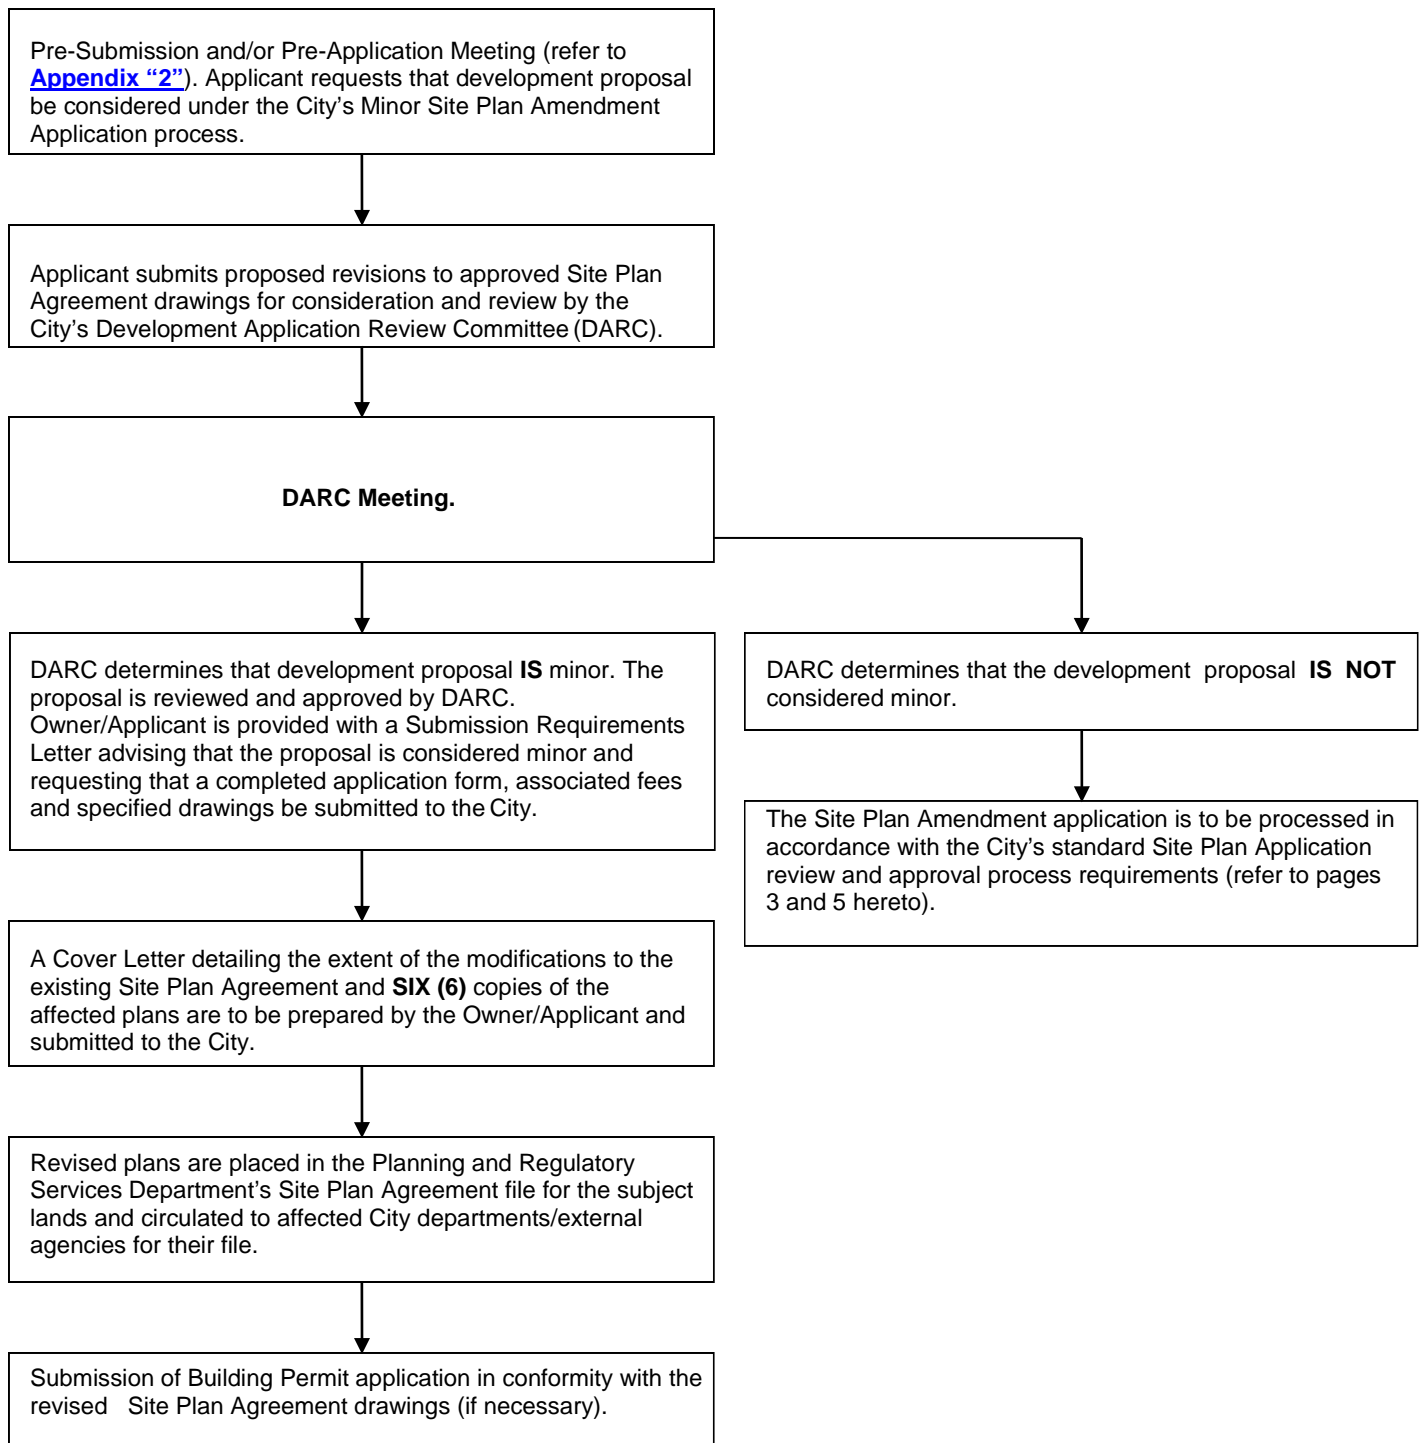 Pre-Submission and/or Pre-Application Meeting (refer to
Appendix “2”). Applicant requests that development proposal
be considered under the City’s Minor Site Plan Amendment
Application process.
Applicant submits proposed revisions to approved Site Plan
Agreement drawings for consideration and review by the
City’s Development Application Review Committee (DARC).
DARC Meeting.
DARC determines that development proposal IS minor. The
proposal is reviewed and approved by DARC.
Owner/Applicant is provided with a Submission Requirements
Letter advising that the proposal is considered minor and
requesting that a completed application form, associated fees
and specified drawings be submitted to the City.
DARC determines that the development proposal IS NOT
considered minor.
The Site Plan Amendment application is to be processed in
accordance with the City’s standard Site Plan Application
review and approval process requirements (refer to pages
3 and 5 hereto).
A Cover Letter detailing the extent of the modifications to the
existing Site Plan Agreement and SIX (6) copies of the
affected plans are to be prepared by the Owner/Applicant and
submitted to the City.
Revised plans are placed in the Planning and Regulatory
Services Department’s Site Plan Agreement file for the subject
lands and circulated to affected City departments/external
agencies for their file.
Submission of Building Permit application in conformity with the
revised Site Plan Agreement drawings (if necessary).